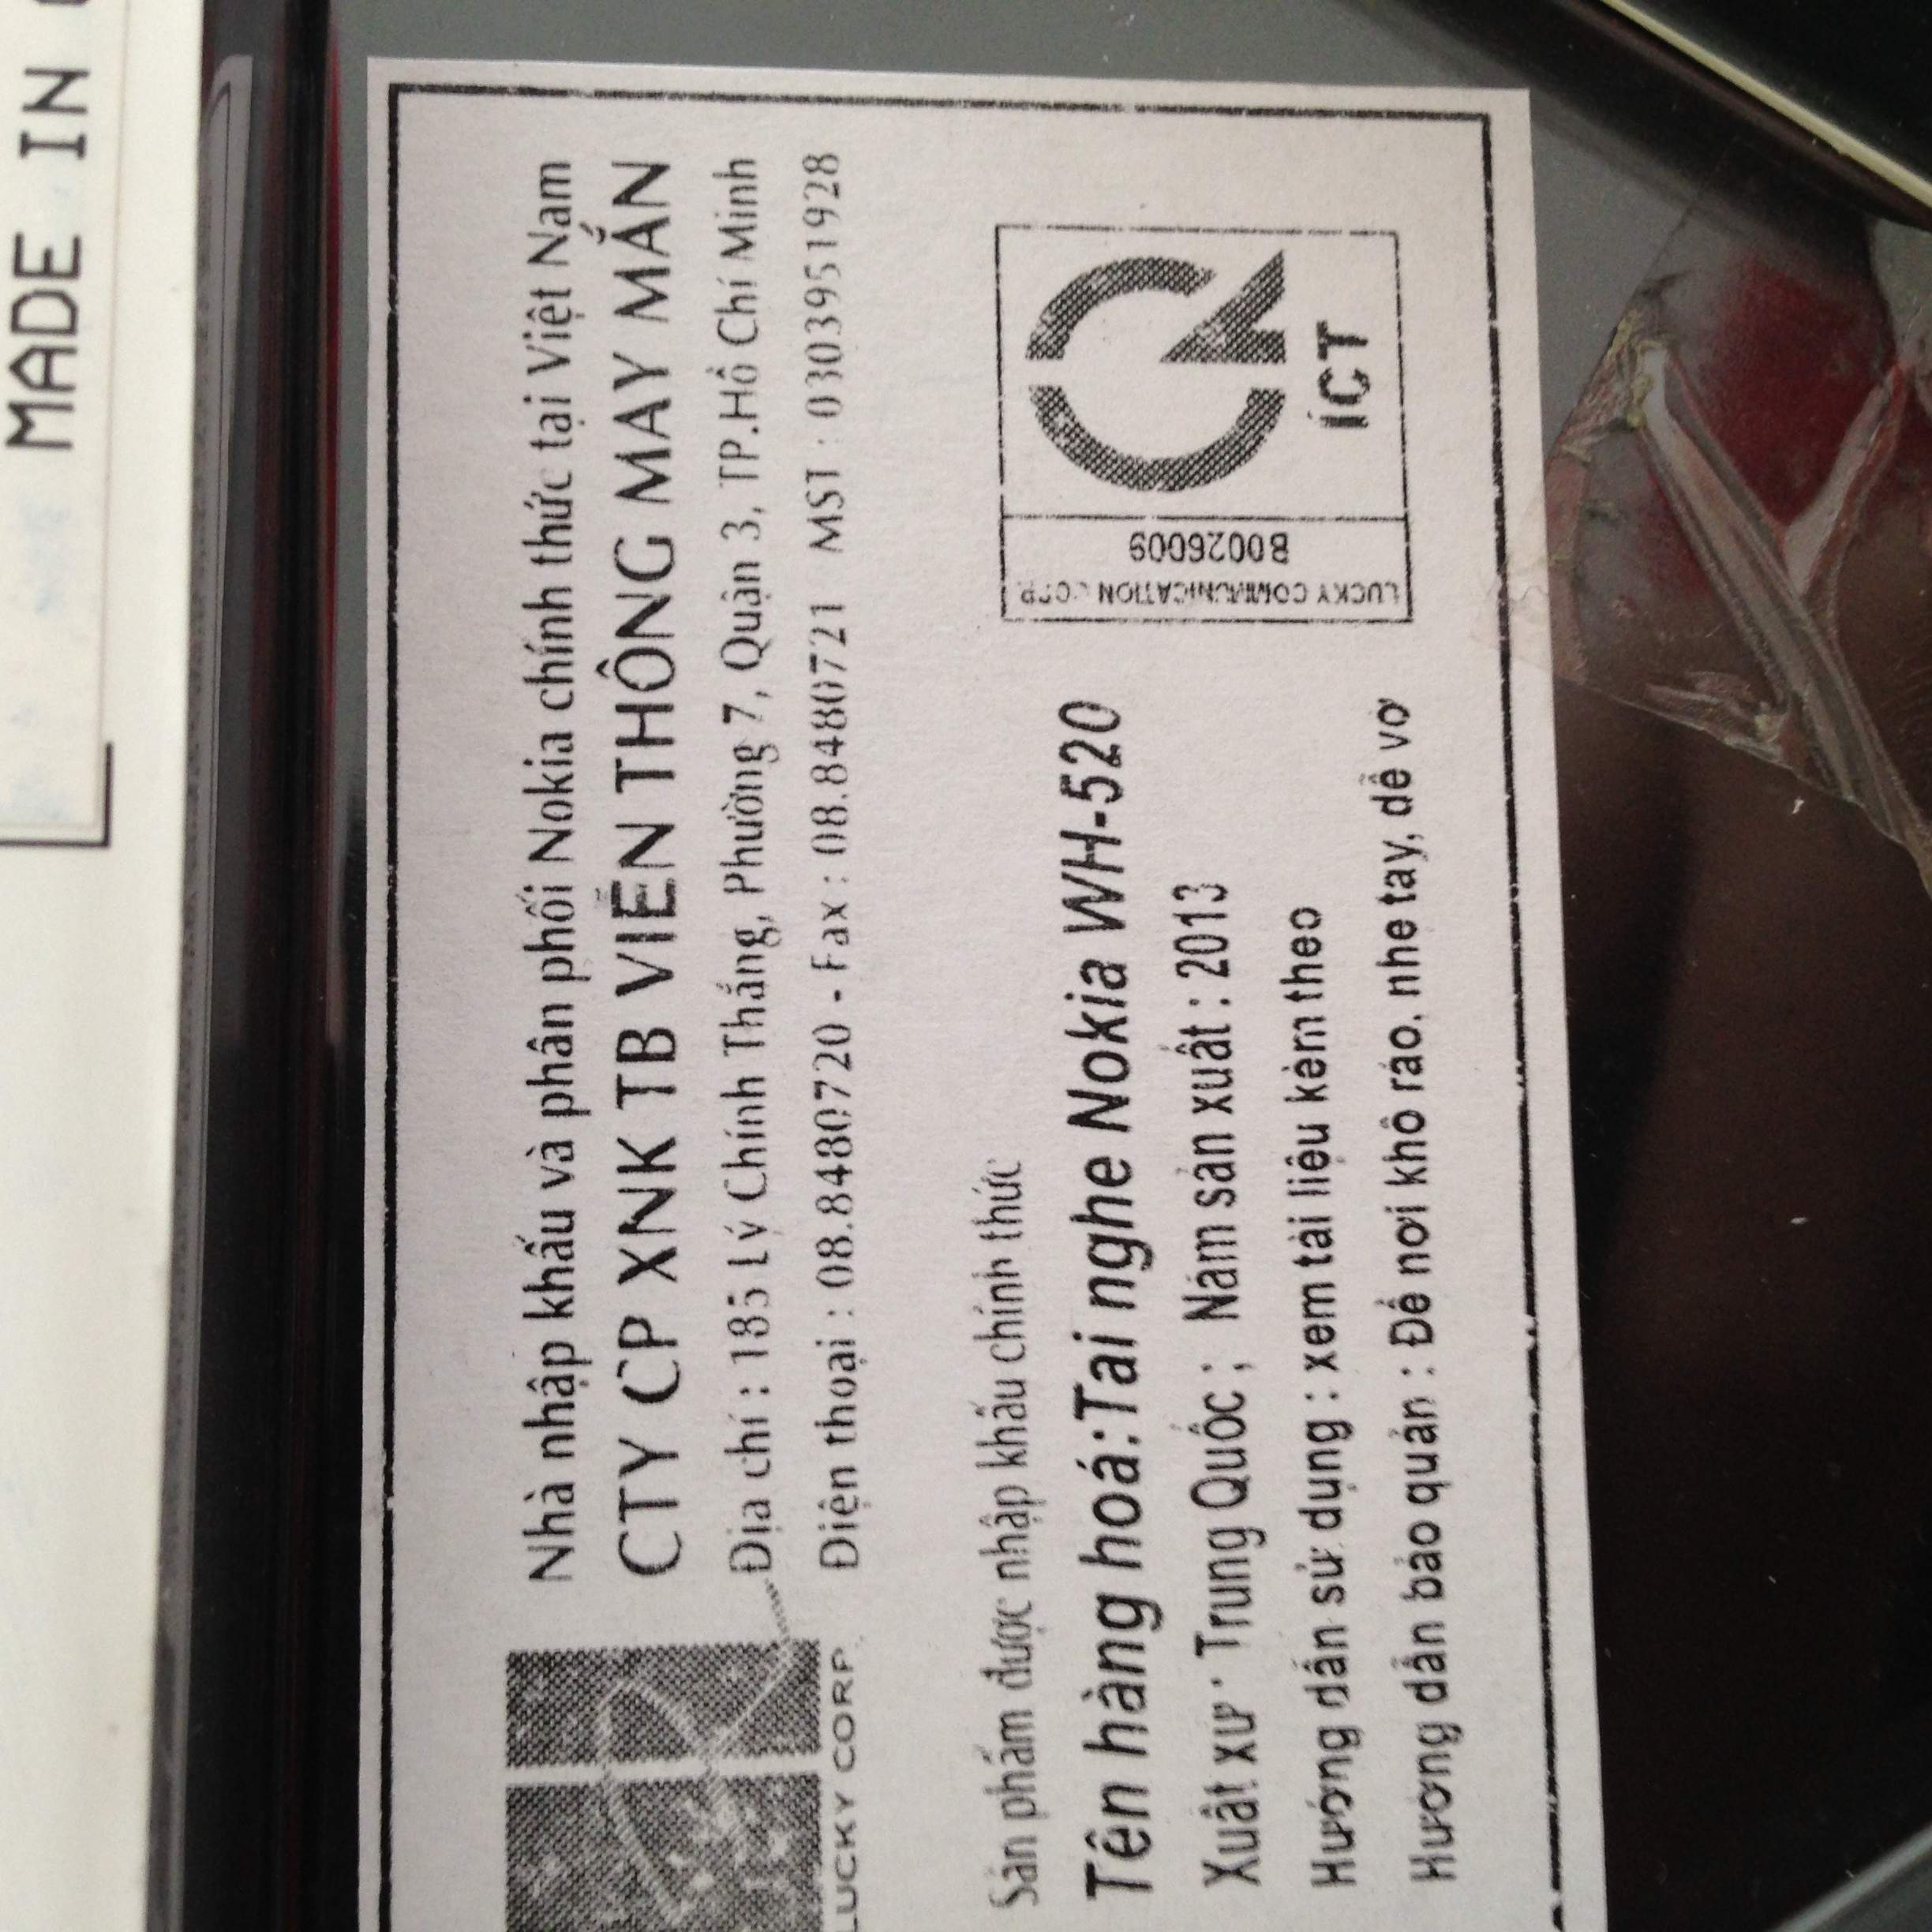 MADE IN
Nhà nhập khẩu và phân phối Nokia chính thức tại Việt Nam
CTY CP XNK TB VIỄN THÔNG MAY MẮN
Địa chỉ : 185 Lý Chính Thắng, Phường 7, Quận 3, TP.Hồ Chí Minh
Điện thoại : 08.8480720 - Fax : 08.8480721 MST : 0303951928
LUCKY CORP
Sản phẩm được nhập khẩu chính thức
Tên hàng hoá:Tai nghe Nokia WH-520
Xuất xứ : Trung Quốc ; Năm sản xuất : 2013
Hướng dẫn sử dụng : xem tài liệu kèm theo
Hướng dẫn bảo quản : Để nơi khô ráo, nhẹ tay, dễ vỡ
LUCKY COMMUNICATION CORP
B0026009
ICT